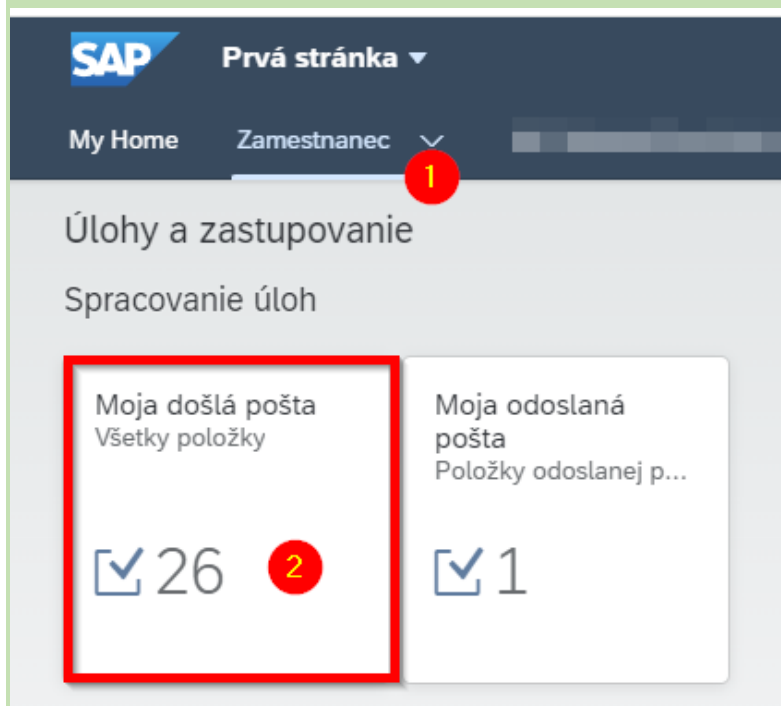 SAP Prvá stránka
My Home Zamestnanec
1
Úlohy a zastupovanie
Spracovanie úloh
Moja došlá pošta
Všetky položky
26
2
Moja odoslaná
pošta
Položky odoslanej p...
1